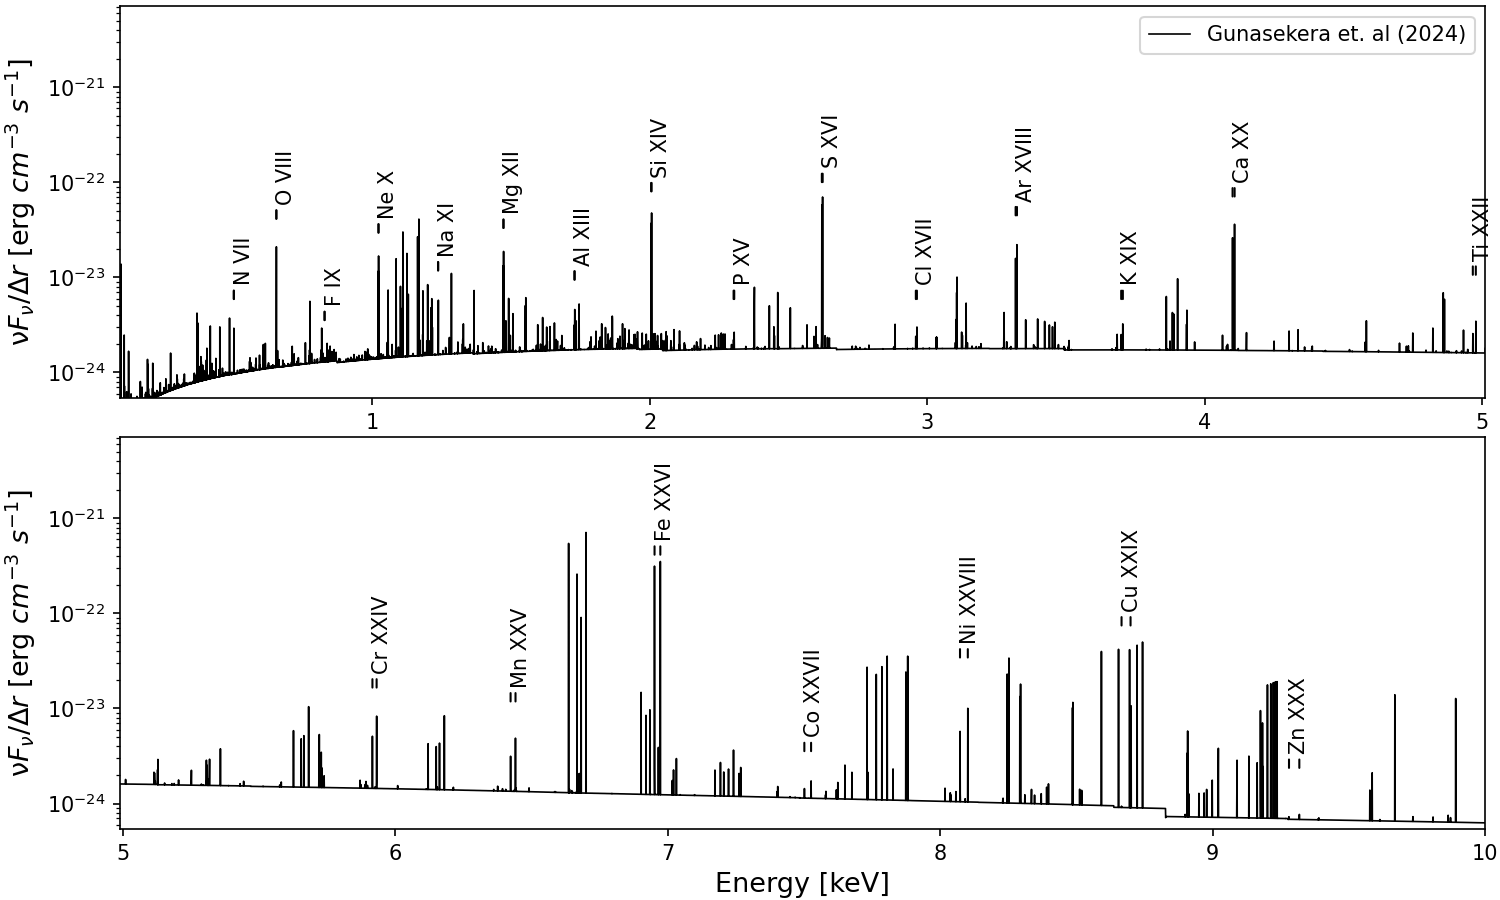 Gunasekera et. al (2024)
νFν/Δr [erg cm⁻³ s⁻¹]
10⁻²¹
10⁻²²
10⁻²³
10⁻²⁴
N VII
O VIII
F IX
Ne X
Na XI
Mg XII
Al XIII
Si XIV
P XV
S XVI
Cl XVII
Ar XVIII
K XIX
Ca XX
Ti XXII
1 2 3 4 5
νFν/Δr [erg cm⁻³ s⁻¹]
10⁻²¹
10⁻²²
10⁻²³
10⁻²⁴
Cr XXIV
Mn XXV
Fe XXVI
Co XXVII
Ni XXVIII
Cu XXIX
Zn XXX
5 6 7 8 9 10
Energy [keV]